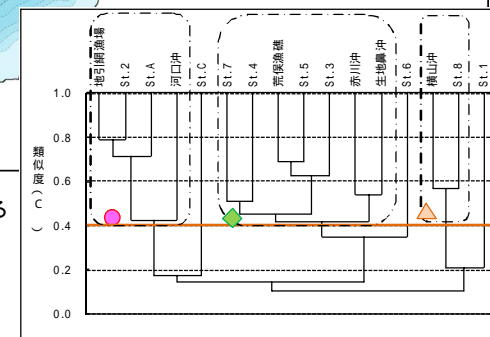 地引網漁場
St.2
St.A
河口沖
St.C
St.7
St.4
荒俣漁礁
St.5
St.3
赤川沖
生地鼻沖
St.6
横山沖
St.8
St.1
類似度(C)
1.0
0.8
0.6
0.4
0.2
0.0
る